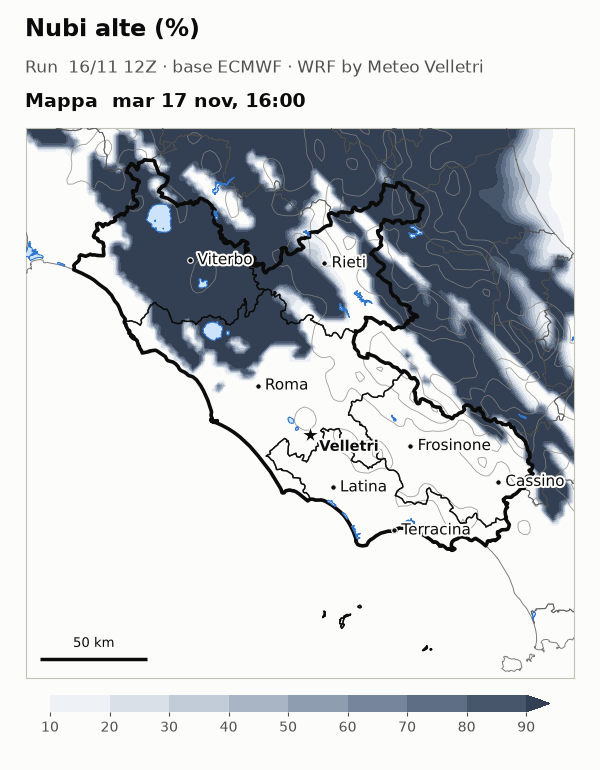 Nubi alte (%)
Run  16/11 12Z · base ECMWF · WRF by Meteo Velletri
Mappa  mar 17 nov, 16:00
Viterbo
Rieti
Roma
Velletri
Frosinone
Cassino
Latina
Terracina
50 km
10 20 30 40 50 60 70 80 90